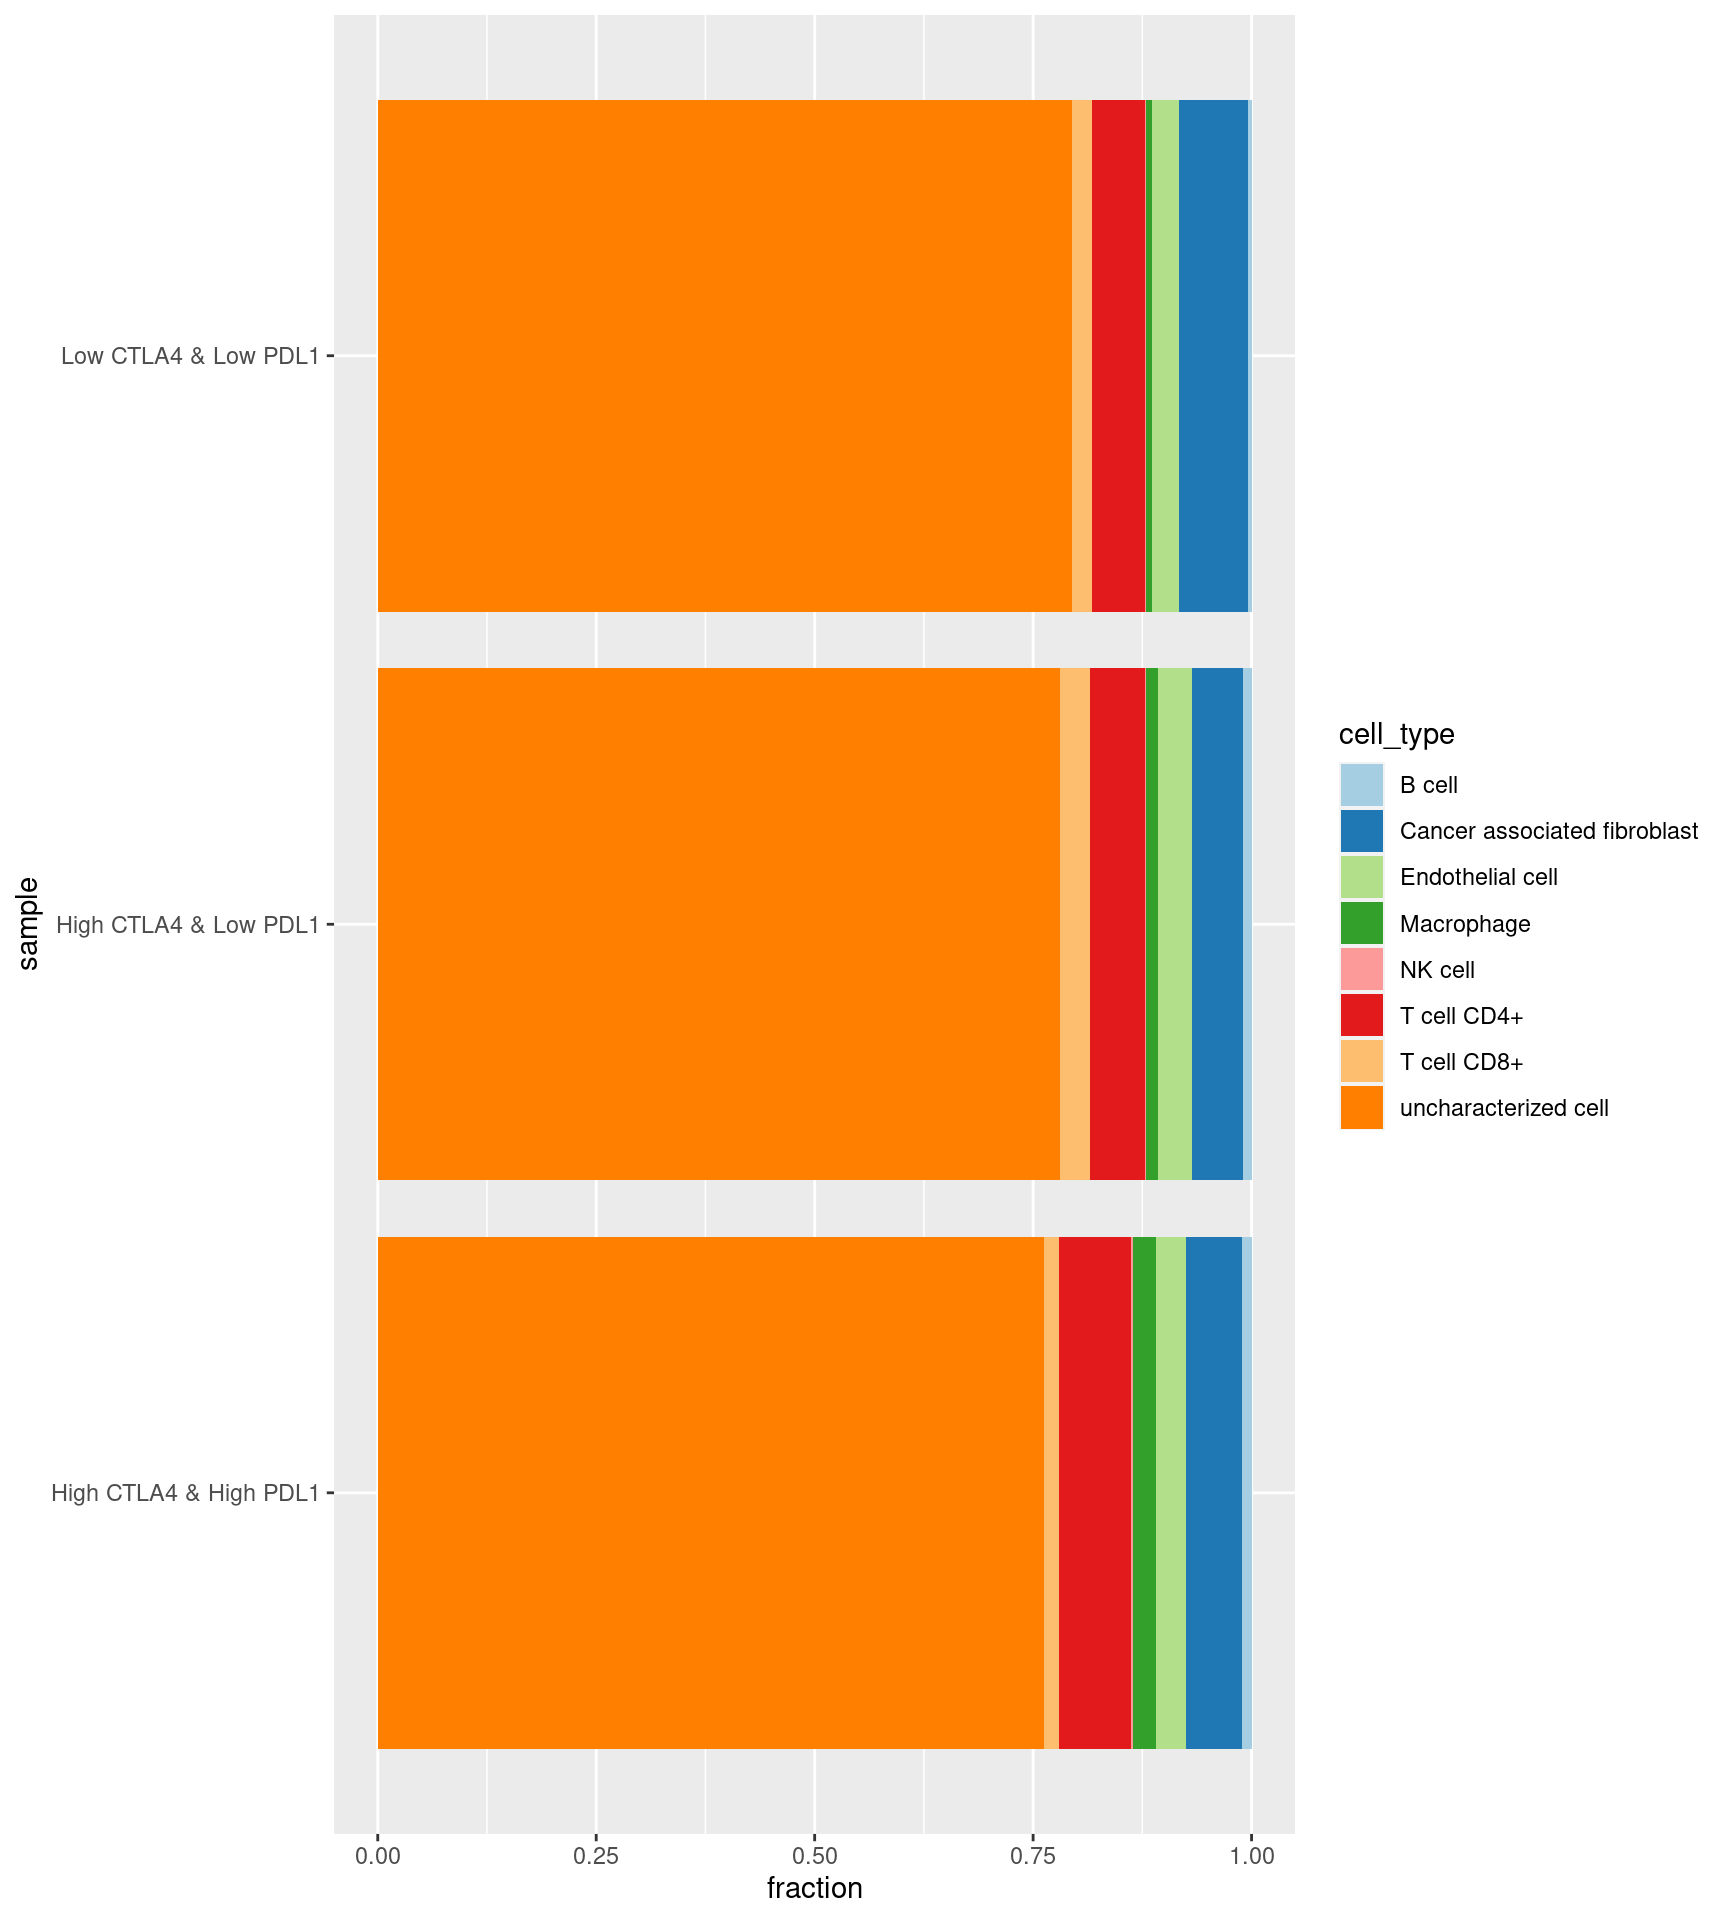 sample
Low CTLA4 & Low PDL1
High CTLA4 & Low PDL1
High CTLA4 & High PDL1
0.00 0.25 0.50 0.75 1.00
fraction
cell_type
B cell
Cancer associated fibroblast
Endothelial cell
Macrophage
NK cell
T cell CD4+
T cell CD8+
uncharacterized cell